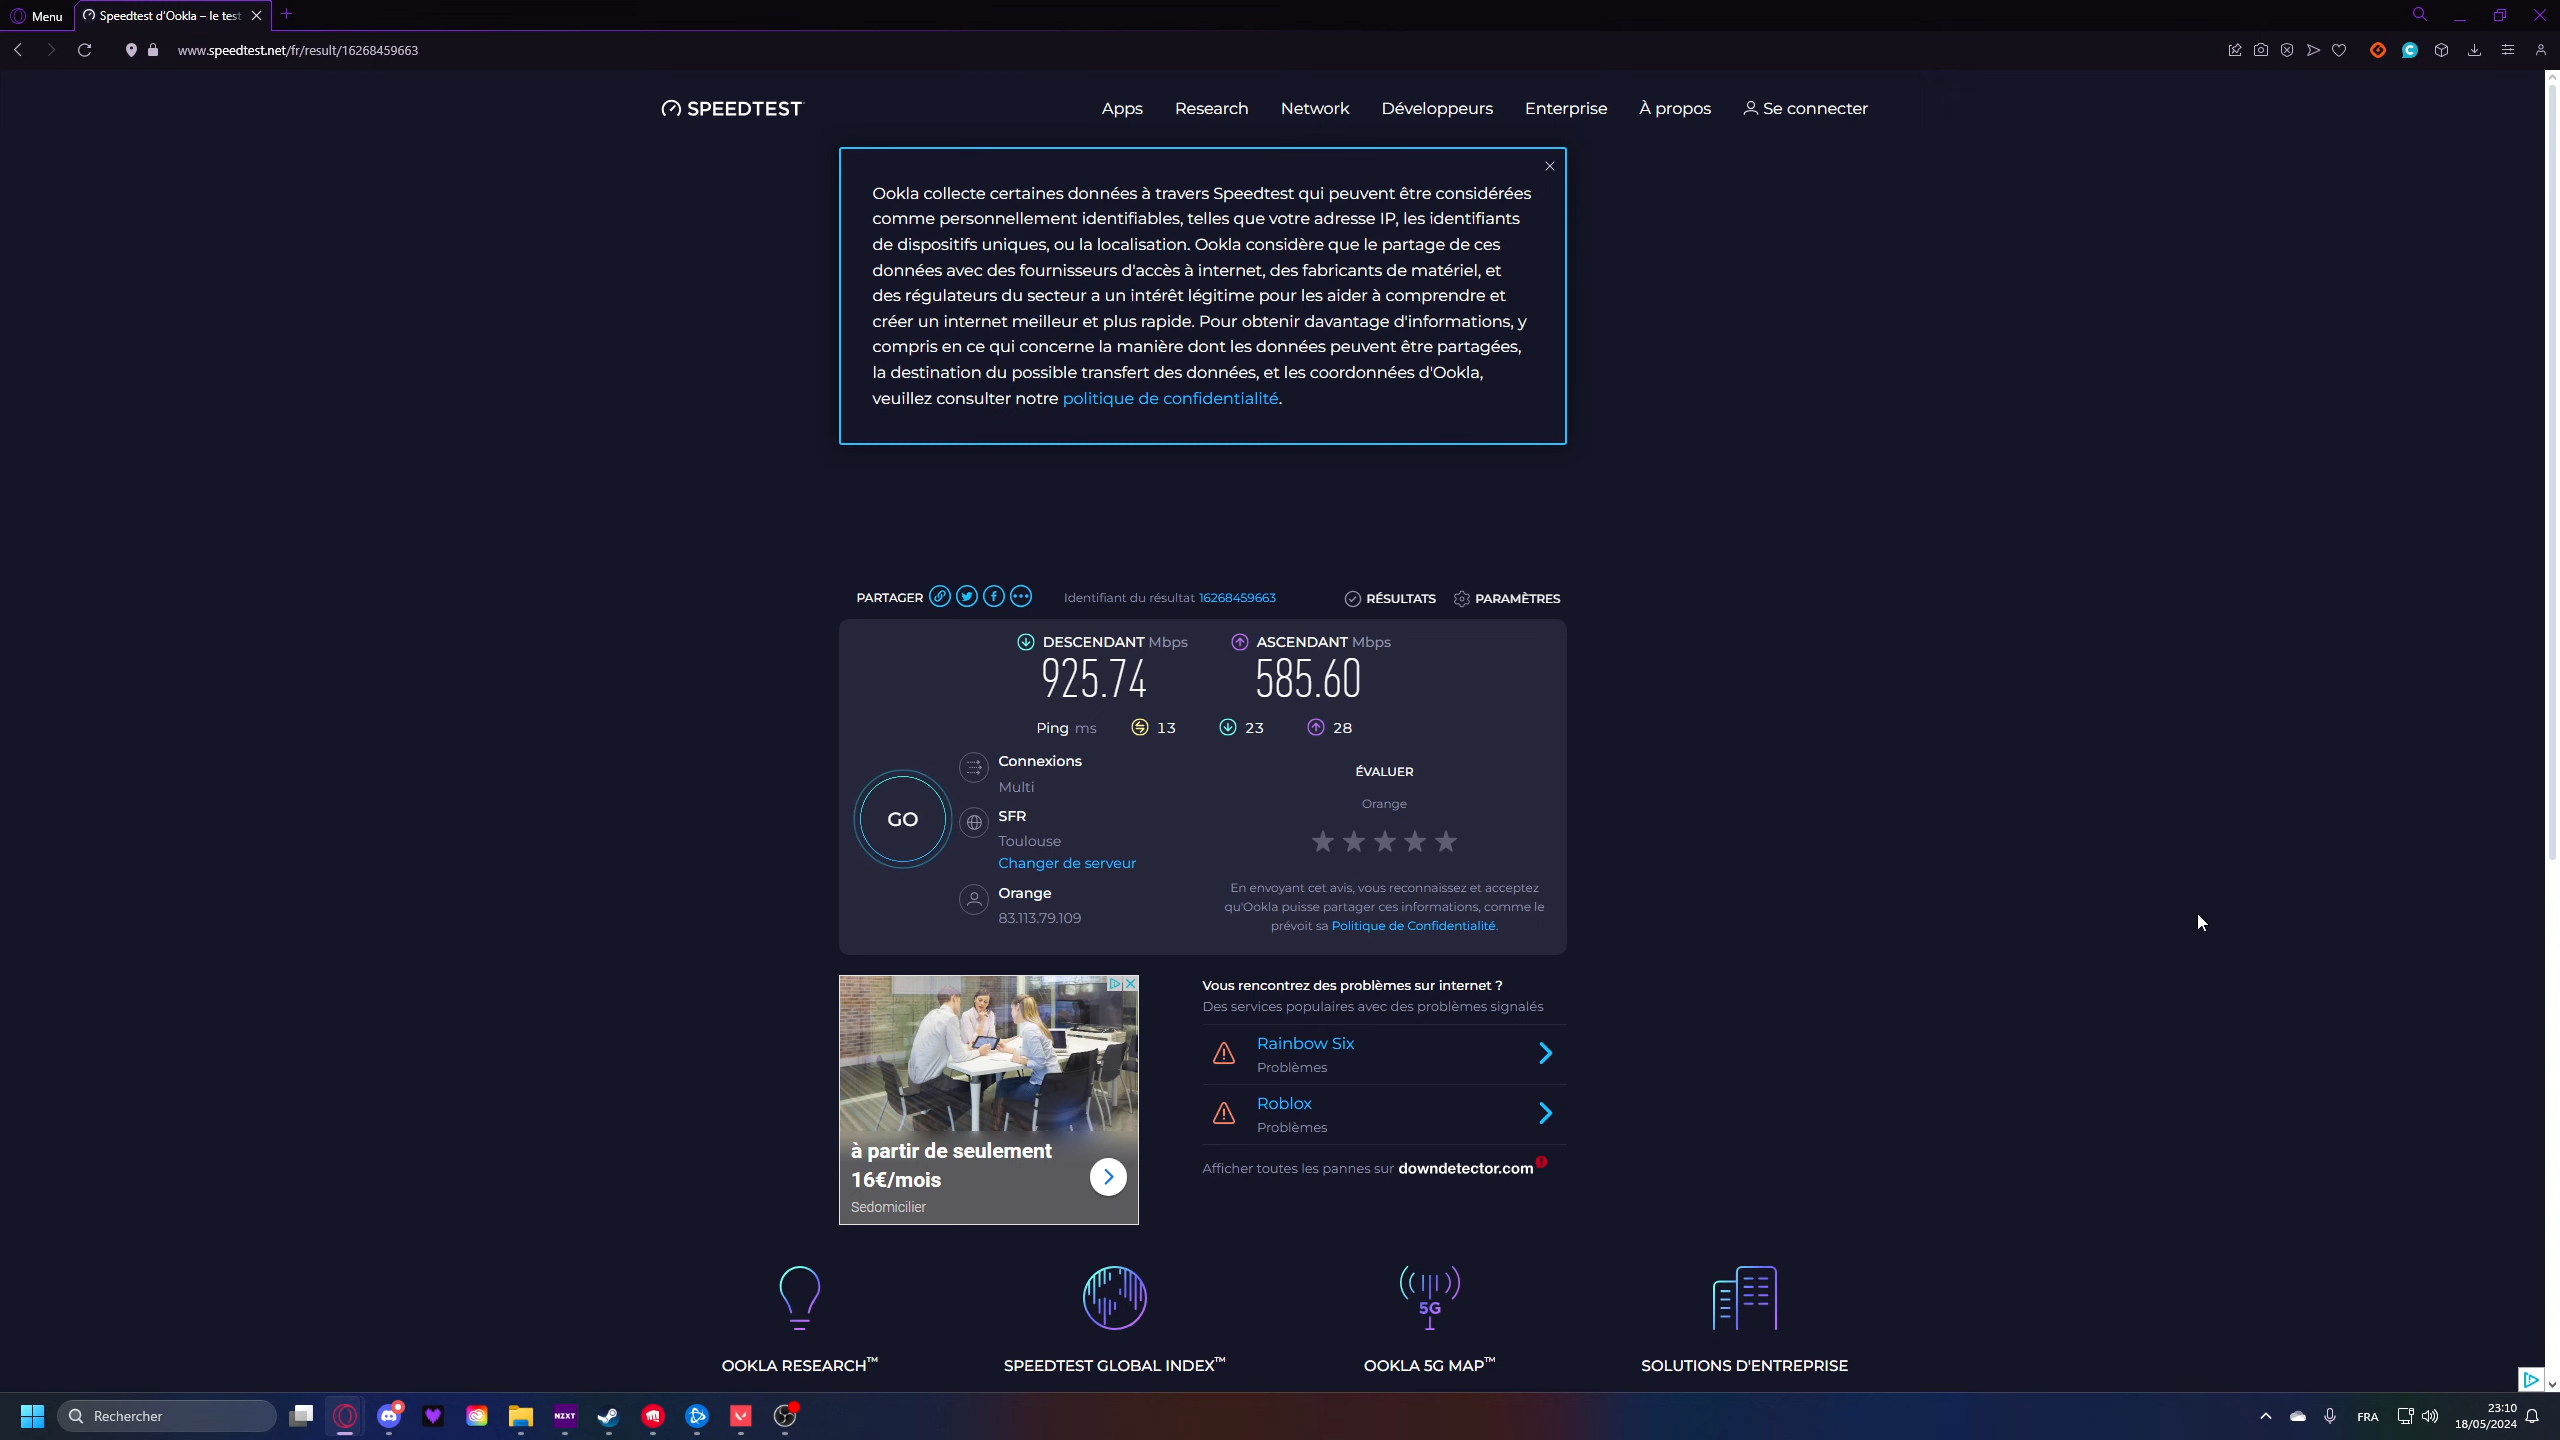 Menu
Speedtest d'Ookla – le test
www.speedtest.net/fr/result/16268459663
SPEEDTEST
Apps
Research
Network
Développeurs
Enterprise
À propos
Se connecter
Ookla collecte certaines données à travers Speedtest qui peuvent être considérées
comme personnellement identifiables, telles que votre adresse IP, les identifiants
de dispositifs uniques, ou la localisation. Ookla considère que le partage de ces
données avec des fournisseurs d'accès à internet, des fabricants de matériel, et
des régulateurs du secteur a un intérêt légitime pour les aider à comprendre et
créer un internet meilleur et plus rapide. Pour obtenir davantage d'informations, y
compris en ce qui concerne la manière dont les données peuvent être partagées,
la destination du possible transfert des données, et les coordonnées d'Ookla,
veuillez consulter notre politique de confidentialité.
PARTAGER
Identifiant du résultat 16268459663
RÉSULTATS
PARAMÈTRES
DESCENDANT Mbps
925.74
ASCENDANT Mbps
585.60
Ping ms 13 23 28
GO
Connexions
Multi
SFR
Toulouse
Changer de serveur
Orange
83.113.79.109
ÉVALUER
Orange
En envoyant cet avis, vous reconnaissez et acceptez
qu'Ookla puisse partager ces informations, comme le
prévoit sa Politique de Confidentialité.
à partir de seulement
16€/mois
Sedomicilier
Vous rencontrez des problèmes sur internet ?
Des services populaires avec des problèmes signalés
Rainbow Six
Problèmes
Roblox
Problèmes
Afficher toutes les pannes sur downdetector.com
5G
OOKLA RESEARCH™
SPEEDTEST GLOBAL INDEX™
OOKLA 5G MAP™
SOLUTIONS D'ENTREPRISE
Rechercher
NZXT
FRA
23:10
18/05/2024